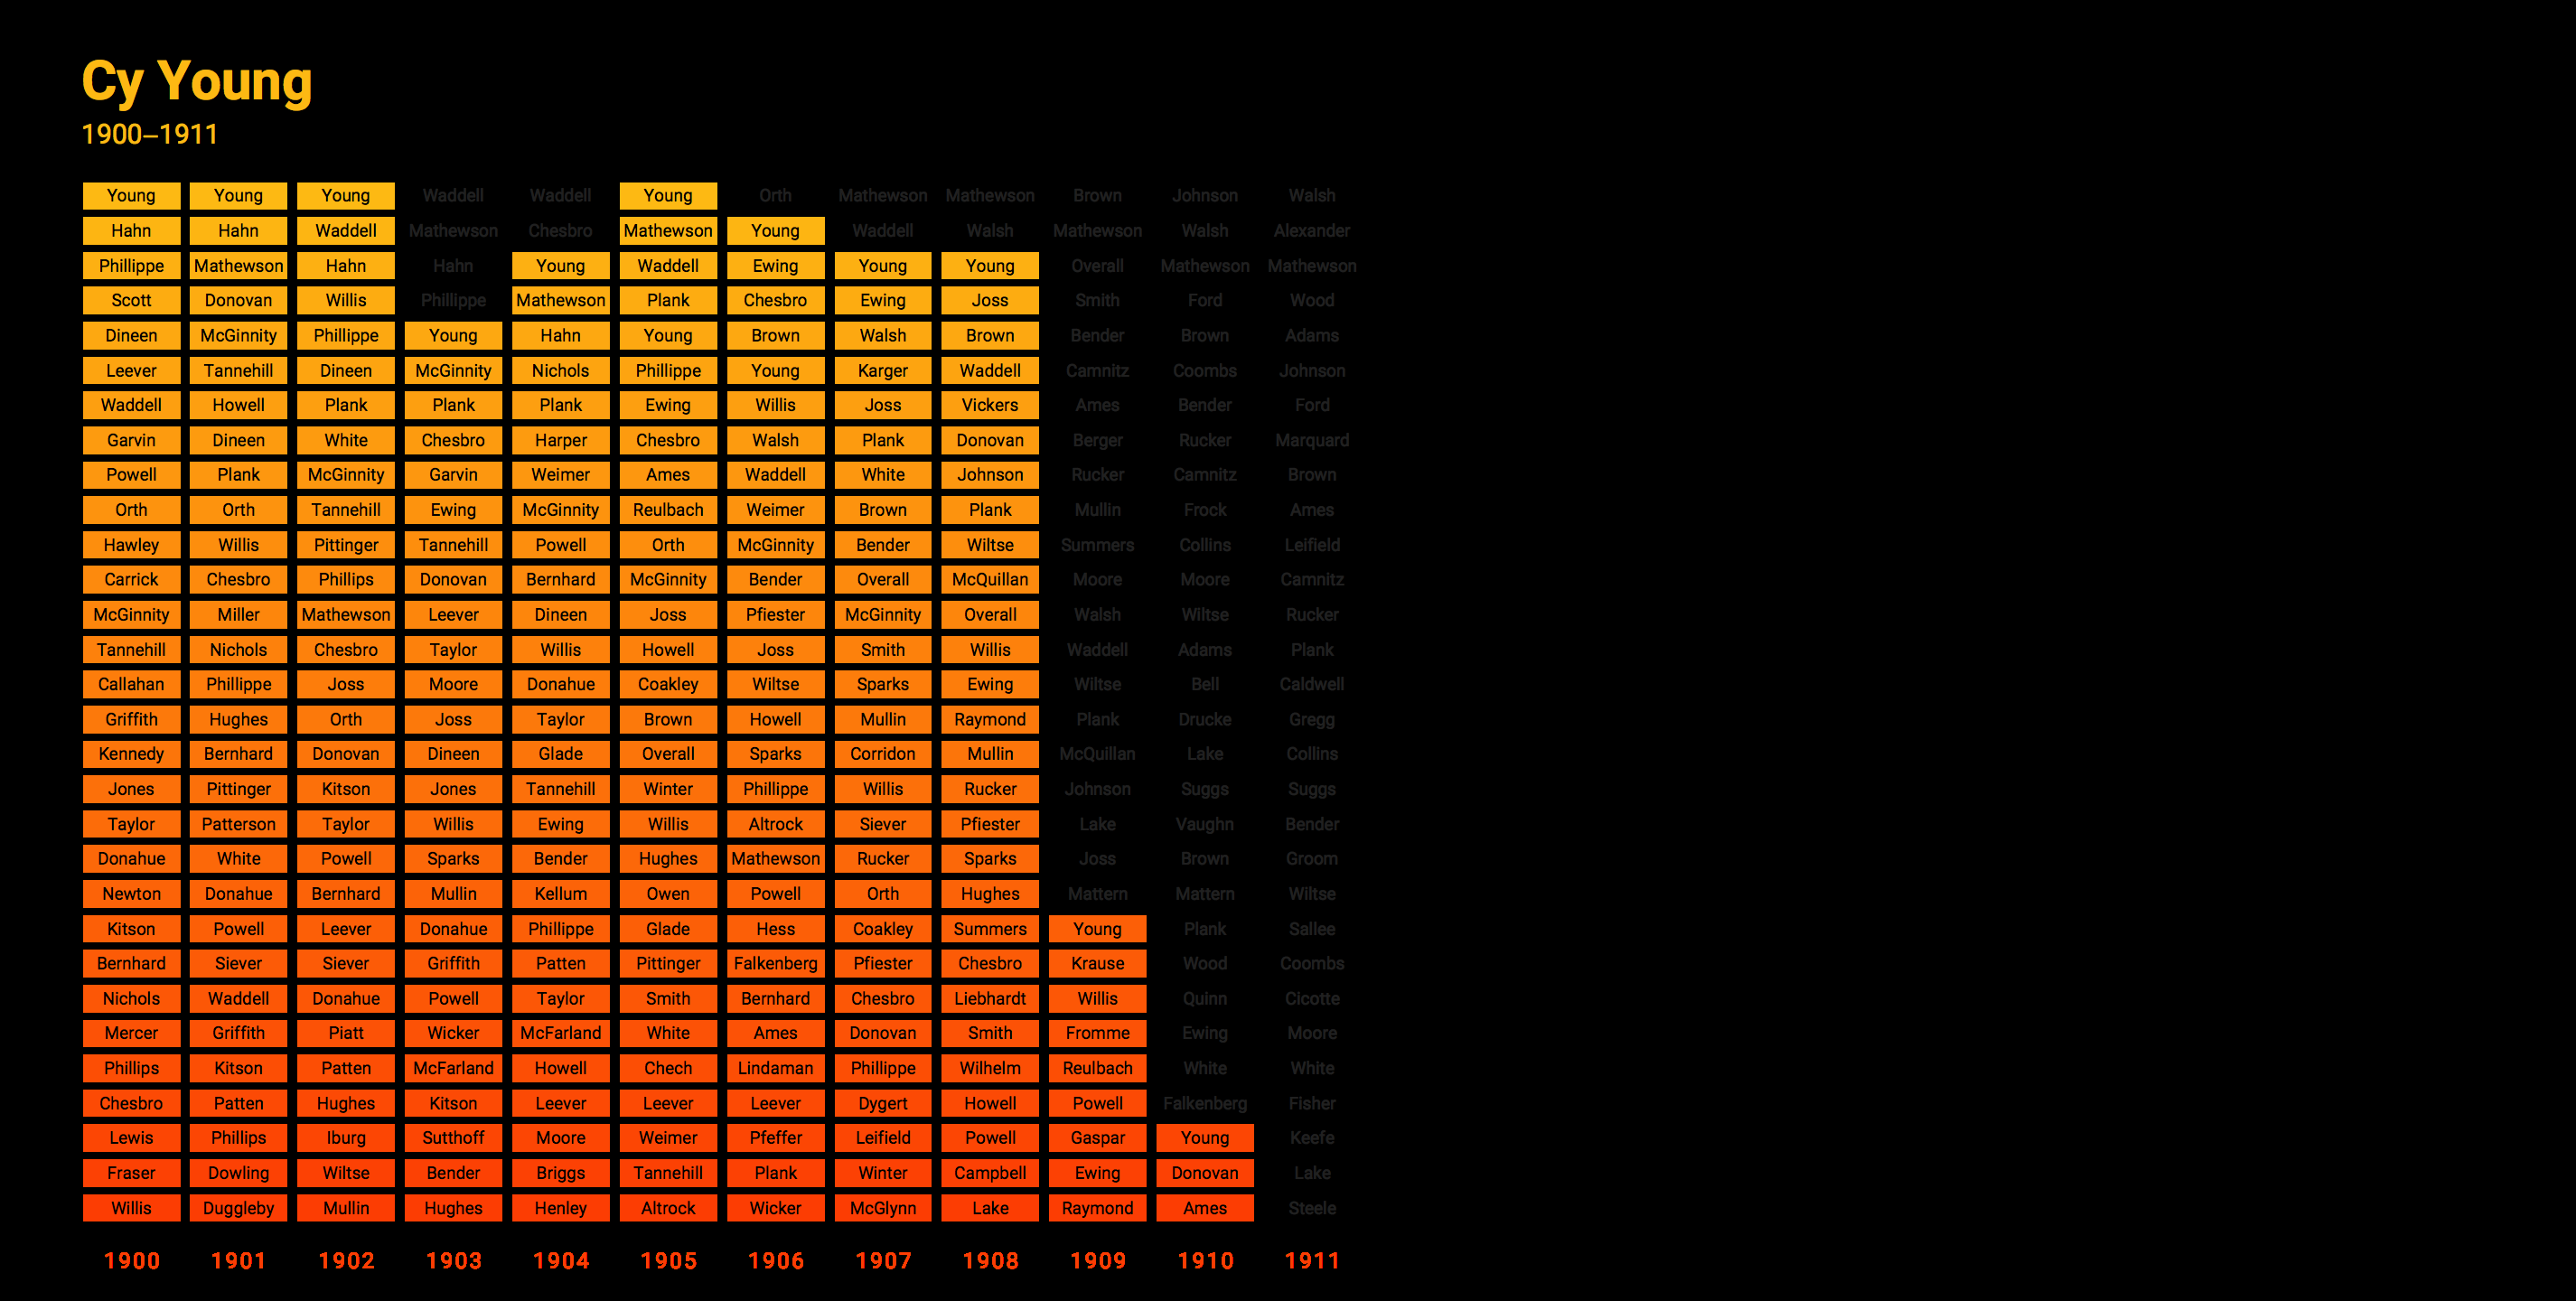 Cy Young
1900–1911
Young Young Young Waddell Waddell Young Orth Mathewson Mathewson Brown Johnson Walsh
Hahn Hahn Waddell Mathewson Chesbro Mathewson Young Waddell Walsh Mathewson Walsh Alexander
Phillippe Mathewson Hahn Hahn Young Waddell Ewing Young Young Overall Mathewson Mathewson
Scott Donovan Willis Phillippe Mathewson Plank Chesbro Ewing Joss Smith Ford Wood
Dineen McGinnity Phillippe Young Hahn Young Brown Walsh Brown Bender Brown Adams
Leever Tannehill Dineen McGinnity Nichols Phillippe Young Karger Waddell Camnitz Coombs Johnson
Waddell Howell Plank Plank Plank Ewing Willis Joss Vickers Ames Bender Ford
Garvin Dineen White Chesbro Harper Chesbro Walsh Plank Donovan Berger Rucker Marquard
Powell Plank McGinnity Garvin Weimer Ames Waddell White Johnson Rucker Camnitz Brown
Orth Orth Tannehill Ewing McGinnity Reulbach Weimer Brown Plank Mullin Frock Ames
Hawley Willis Pittinger Tannehill Powell Orth McGinnity Bender Wiltse Summers Collins Leifield
Carrick Chesbro Phillips Donovan Bernhard McGinnity Bender Overall McQuillan Moore Moore Camnitz
McGinnity Miller Mathewson Leever Dineen Joss Pfiester McGinnity Overall Walsh Wiltse Rucker
Tannehill Nichols Chesbro Taylor Willis Howell Joss Smith Willis Waddell Adams Plank
Callahan Phillippe Joss Moore Donahue Coakley Wiltse Sparks Ewing Wiltse Bell Caldwell
Griffith Hughes Orth Joss Taylor Brown Howell Mullin Raymond Plank Drucke Gregg
Kennedy Bernhard Donovan Dineen Glade Overall Sparks Corridon Mullin McQuillan Lake Collins
Jones Pittinger Kitson Jones Tannehill Winter Phillippe Willis Rucker Johnson Suggs Suggs
Taylor Patterson Taylor Willis Ewing Willis Altrock Siever Pfiester Lake Vaughn Bender
Donahue White Powell Sparks Bender Hughes Mathewson Rucker Sparks Joss Brown Groom
Newton Donahue Bernhard Mullin Kellum Owen Powell Orth Hughes Mattern Mattern Wiltse
Kitson Powell Leever Donahue Phillippe Glade Hess Coakley Summers Young Plank Sallee
Bernhard Siever Siever Griffith Patten Pittinger Falkenberg Pfiester Chesbro Krause Wood Coombs
Nichols Waddell Donahue Powell Taylor Smith Bernhard Chesbro Liebhardt Willis Quinn Cicotte
Mercer Griffith Piatt Wicker McFarland White Ames Donovan Smith Fromme Ewing Moore
Phillips Kitson Patten McFarland Howell Chech Lindaman Phillippe Wilhelm Reulbach White White
Chesbro Patten Hughes Kitson Leever Leever Leever Dygert Howell Powell Falkenberg Fisher
Lewis Phillips Iburg Sutthoff Moore Weimer Pfeffer Leifield Powell Gaspar Young Keefe
Fraser Dowling Wiltse Bender Briggs Tannehill Plank Winter Campbell Ewing Donovan Lake
Willis Duggleby Mullin Hughes Henley Altrock Wicker McGlynn Lake Raymond Ames Steele
1900 1901 1902 1903 1904 1905 1906 1907 1908 1909 1910 1911